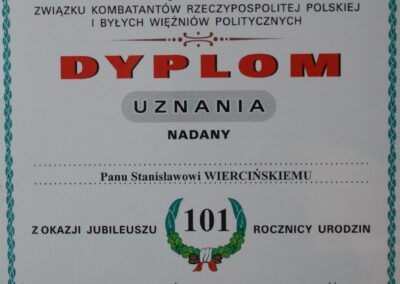 ZWIĄZKU KOMBATANTÓW RZECZYPOSPOLITEJ POLSKIEJ
I BYŁYCH WIĘŹNIÓW POLITYCZNYCH
DYPLOM
UZNANIA
NADANY
Panu Stanisławowi WIERCIŃSKIEMU
Z OKAZJI JUBILEUSZU 101 ROCZNICY URODZIN